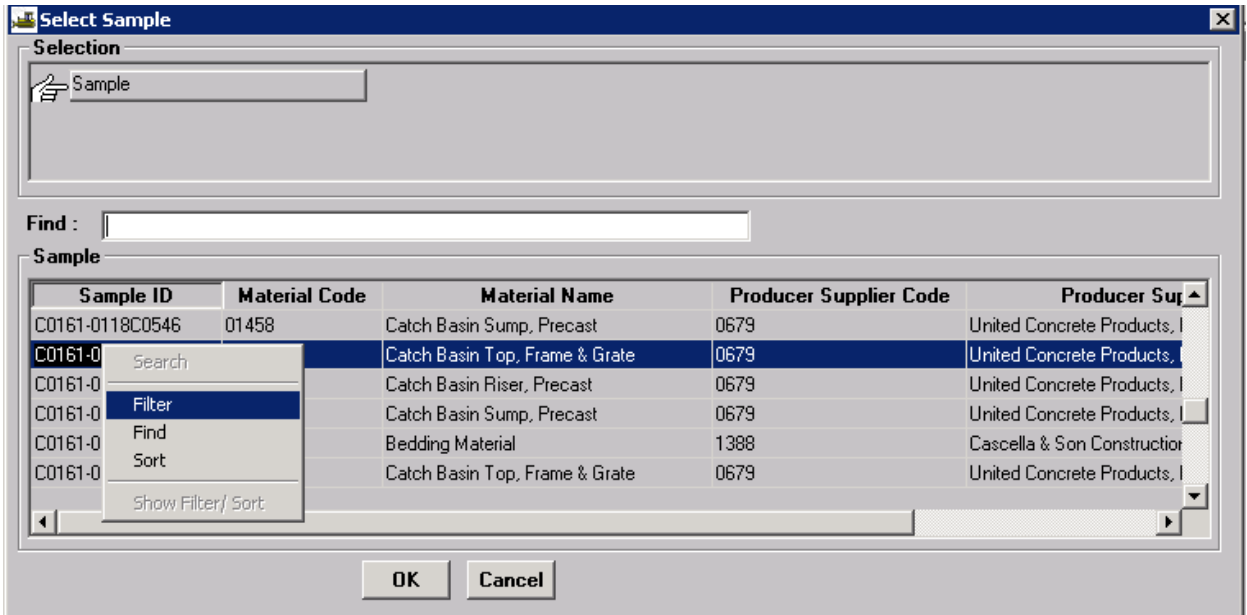 Select Sample
Selection
Sample
Find :
Sample
Sample ID Material Code Material Name Producer Supplier Code Producer Sup
C0161-0118C0546 01458 Catch Basin Sump, Precast 0679 United Concrete Products, I
C0161-0 Catch Basin Top, Frame & Grate 0679 United Concrete Products, I
C0161-0 Catch Basin Riser, Precast 0679 United Concrete Products, I
C0161-0 Catch Basin Sump, Precast 0679 United Concrete Products, I
C0161-0 Bedding Material 1388 Cascella & Son Construction
C0161-0 Catch Basin Top, Frame & Grate 0679 United Concrete Products, I
Search
Filter
Find
Sort
Show Filter/ Sort
OK Cancel